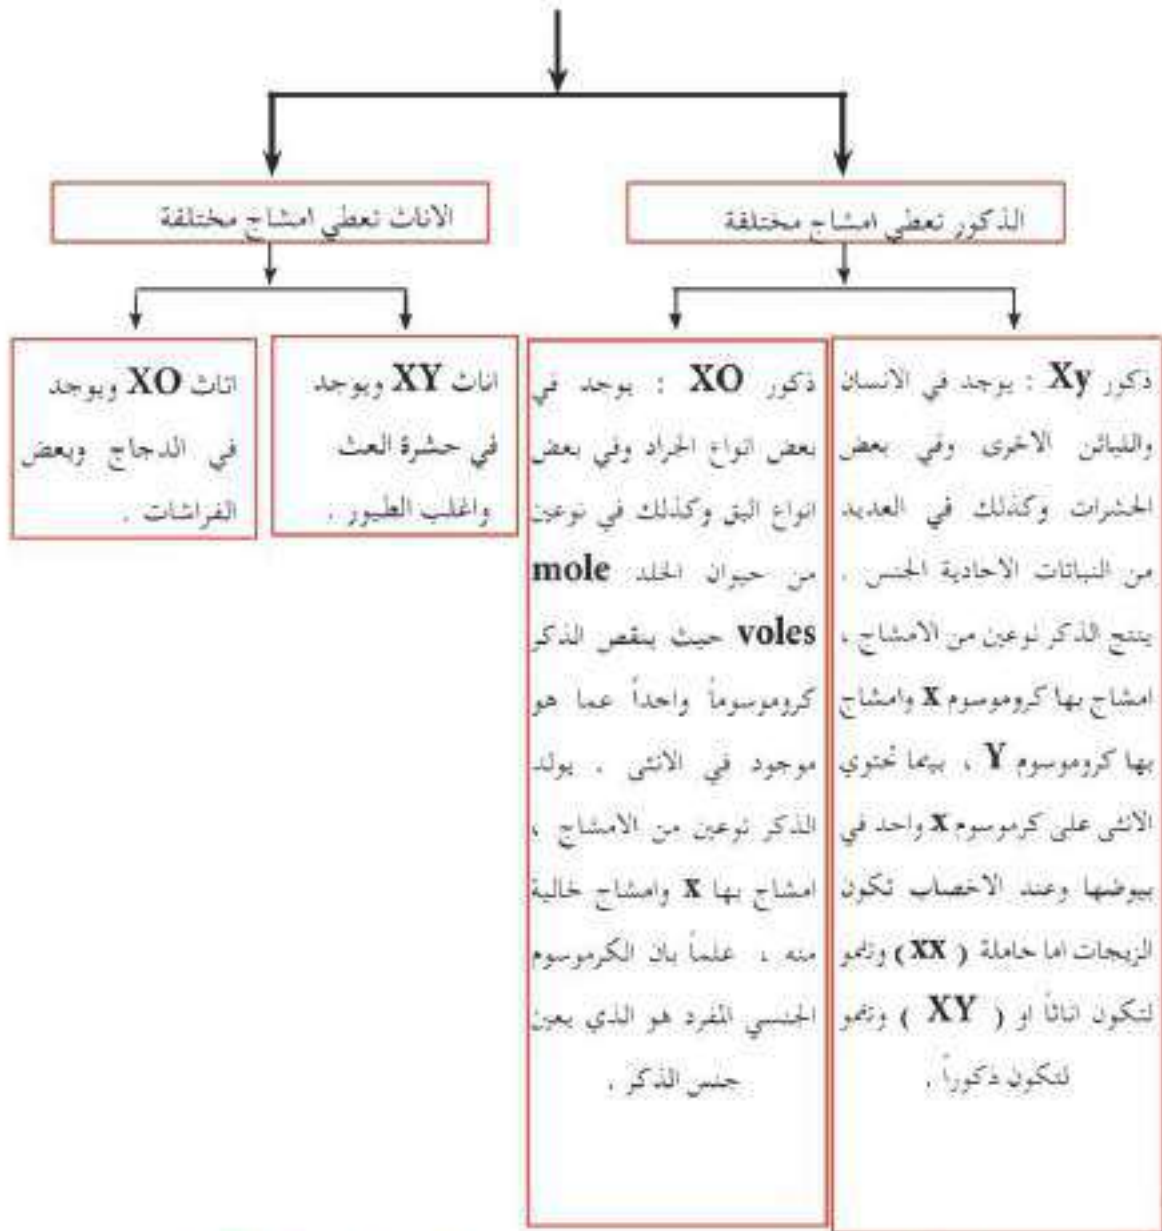 الذكور تعطي امشاج مختلفة
الاناث تعطي امشاج مختلفة
ذكور Xy : يوجد في الانسان
واللبائن الاخرى وفي بعض
الحشرات وكذلك في العديد
من النباتات الاحادية الجنس .
ينتج الذكر نوعين من الامشاج ،
امشاج بها كروموسوم X وامشاج
بها كروموسوم Y ، بينما تحتوي
الانثى على كرموسوم X واحد في
بيوضها وعند الاخصاب تكون
الزيجات اما حاملة ( XX ) وتنمو
لتكون اناثاً او ( XY ) وتنمو
لتكون ذكوراً .
ذكور XO : يوجد في
بعض انواع الجراد وفي بعض
انواع البق وكذلك في نوعين
من حيوان الخلد mole
voles حيث ينقص الذكر
كروموسوماً واحداً عما هو
موجود في الانثى . يولد
الذكر نوعين من الامشاج ،
امشاج بها X وامشاج خالية
منه ، علماً بان الكرموسوم
الجنسي المفرد هو الذي يعين
جنس الذكر .
اناث XY ويوجد
في حشرة العث
واغلب الطيور .
اناث XO ويوجد
في الدجاج وبعض
الفراشات .